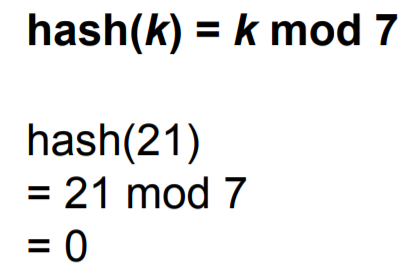 hash(k) = k mod 7
hash(21)
= 21 mod 7
= 0